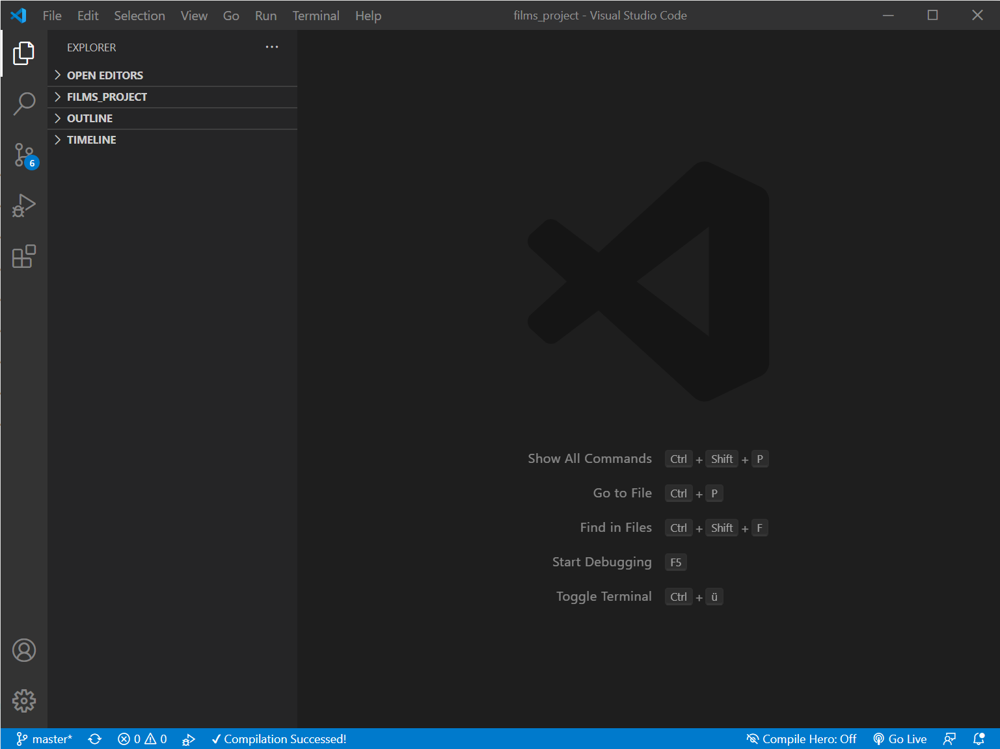 File Edit Selection View Go Run Terminal Help films_project - Visual Studio Code
EXPLORER ···
OPEN EDITORS
FILMS_PROJECT
OUTLINE
TIMELINE
6
Show All Commands Ctrl + Shift + P
Go to File Ctrl + P
Find in Files Ctrl + Shift + F
Start Debugging F5
Toggle Terminal Ctrl + ü
master* 0 0 ✓ Compilation Successed! Compile Hero: Off Go Live